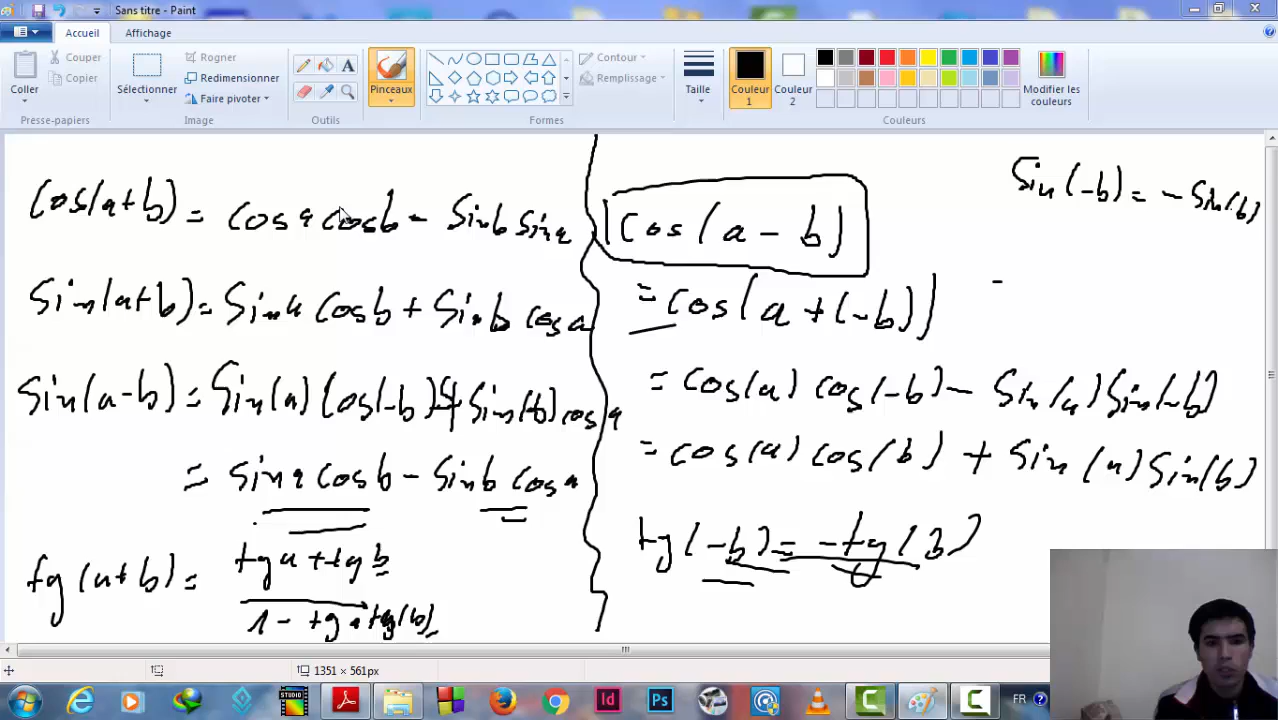 Sans titre - Paint
Accueil Affichage
Coller
Couper
Copier
Presse-papiers
Sélectionner
Rogner
Redimensionner
Faire pivoter
Image
A
Outils
Pinceaux
Contour
Remplissage
Formes
Taille
Couleur 1
Couleur 2
Modifier les couleurs
Couleurs
cos(a+b) = cos a cos b - sin b sin a
sin(a+b) = sin a cos b + sin b cos a
sin(a-b) = sin(a) cos(-b) + sin(-b) cos a
= sin a cos b - sin b cos a
tg(a+b) = tg a + tg b
1 - tg a tg(b)
cos(a - b)
= cos(a + (-b))
= cos(a) cos(-b) - sin(a) sin(-b)
= cos(a) cos(b) + sin(a) sin(b)
tg(-b) = -tg(b)
sin(-b) = - sin(b)
1351 × 561px
STUDIO
Id
Ps
C
C
FR